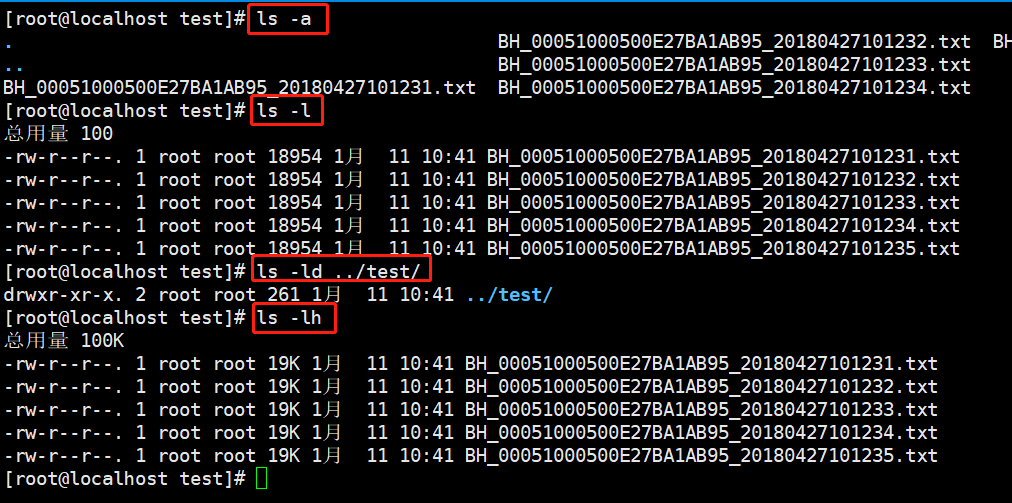 [root@localhost test]# ls -a
. BH_00051000500E27BA1AB95_20180427101232.txt BH
.. BH_00051000500E27BA1AB95_20180427101233.txt
BH_00051000500E27BA1AB95_20180427101231.txt BH_00051000500E27BA1AB95_20180427101234.txt
[root@localhost test]# ls -l
总用量 100
-rw-r--r--. 1 root root 18954 1月 11 10:41 BH_00051000500E27BA1AB95_20180427101231.txt
-rw-r--r--. 1 root root 18954 1月 11 10:41 BH_00051000500E27BA1AB95_20180427101232.txt
-rw-r--r--. 1 root root 18954 1月 11 10:41 BH_00051000500E27BA1AB95_20180427101233.txt
-rw-r--r--. 1 root root 18954 1月 11 10:41 BH_00051000500E27BA1AB95_20180427101234.txt
-rw-r--r--. 1 root root 18954 1月 11 10:41 BH_00051000500E27BA1AB95_20180427101235.txt
[root@localhost test]# ls -ld ../test/
drwxr-xr-x. 2 root root 261 1月 11 10:41 ../test/
[root@localhost test]# ls -lh
总用量 100K
-rw-r--r--. 1 root root 19K 1月 11 10:41 BH_00051000500E27BA1AB95_20180427101231.txt
-rw-r--r--. 1 root root 19K 1月 11 10:41 BH_00051000500E27BA1AB95_20180427101232.txt
-rw-r--r--. 1 root root 19K 1月 11 10:41 BH_00051000500E27BA1AB95_20180427101233.txt
-rw-r--r--. 1 root root 19K 1月 11 10:41 BH_00051000500E27BA1AB95_20180427101234.txt
-rw-r--r--. 1 root root 19K 1月 11 10:41 BH_00051000500E27BA1AB95_20180427101235.txt
[root@localhost test]#